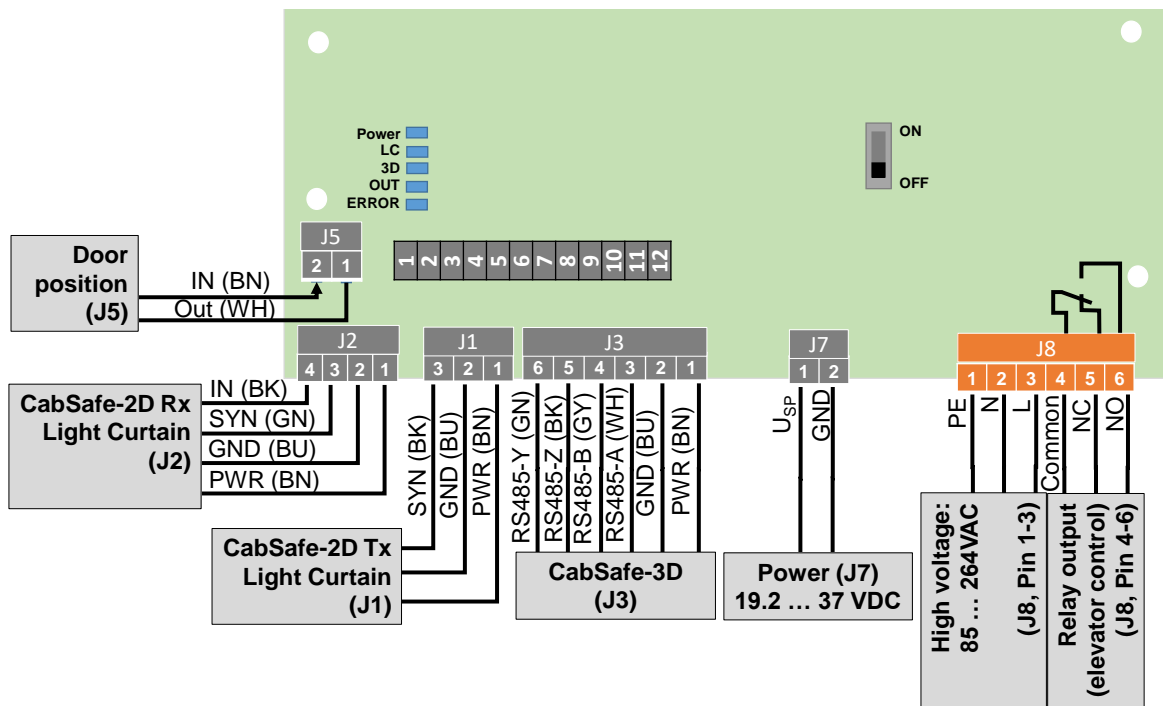 Power
LC
3D
OUT
ERROR
ON
OFF
J5
2 1
1 2 3 4 5 6 7 8 9 10 11 12
Door
position
(J5)
IN (BN)
Out (WH)
J2
4 3 2 1
J1
3 2 1
J3
6 5 4 3 2 1
J7
1 2
J8
1 2 3 4 5 6
CabSafe-2D Rx
Light Curtain
(J2)
IN (BK)
SYN (GN)
GND (BU)
PWR (BN)
SYN (BK)
GND (BU)
PWR (BN)
RS485-Y (GN)
RS485-Z (BK)
RS485-B (GY)
RS485-A (WH)
GND (BU)
PWR (BN)
USP
GND
PE
N
L
Common
NC
NO
CabSafe-2D Tx
Light Curtain
(J1)
CabSafe-3D
(J3)
Power (J7)
19.2 … 37 VDC
High voltage:
85 … 264VAC
(J8, Pin 1-3)
Relay output
(elevator control)
(J8, Pin 4-6)